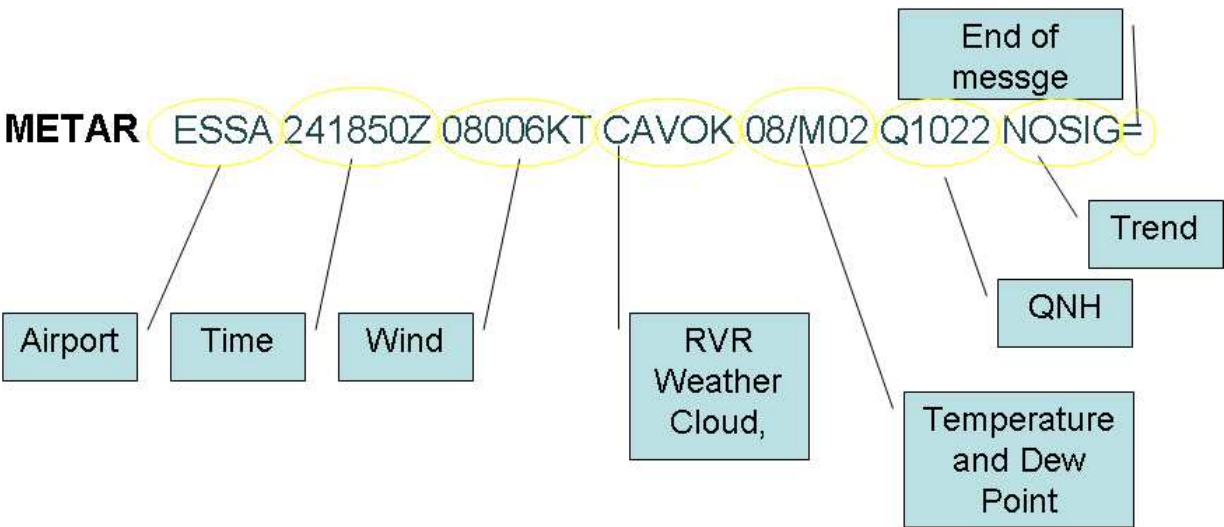 End of
messge
METAR ESSA 241850Z 08006KT CAVOK 08/M02 Q1022 NOSIG=
Trend
QNH
Airport
Time
Wind
RVR
Weather
Cloud,
Temperature
and Dew
Point